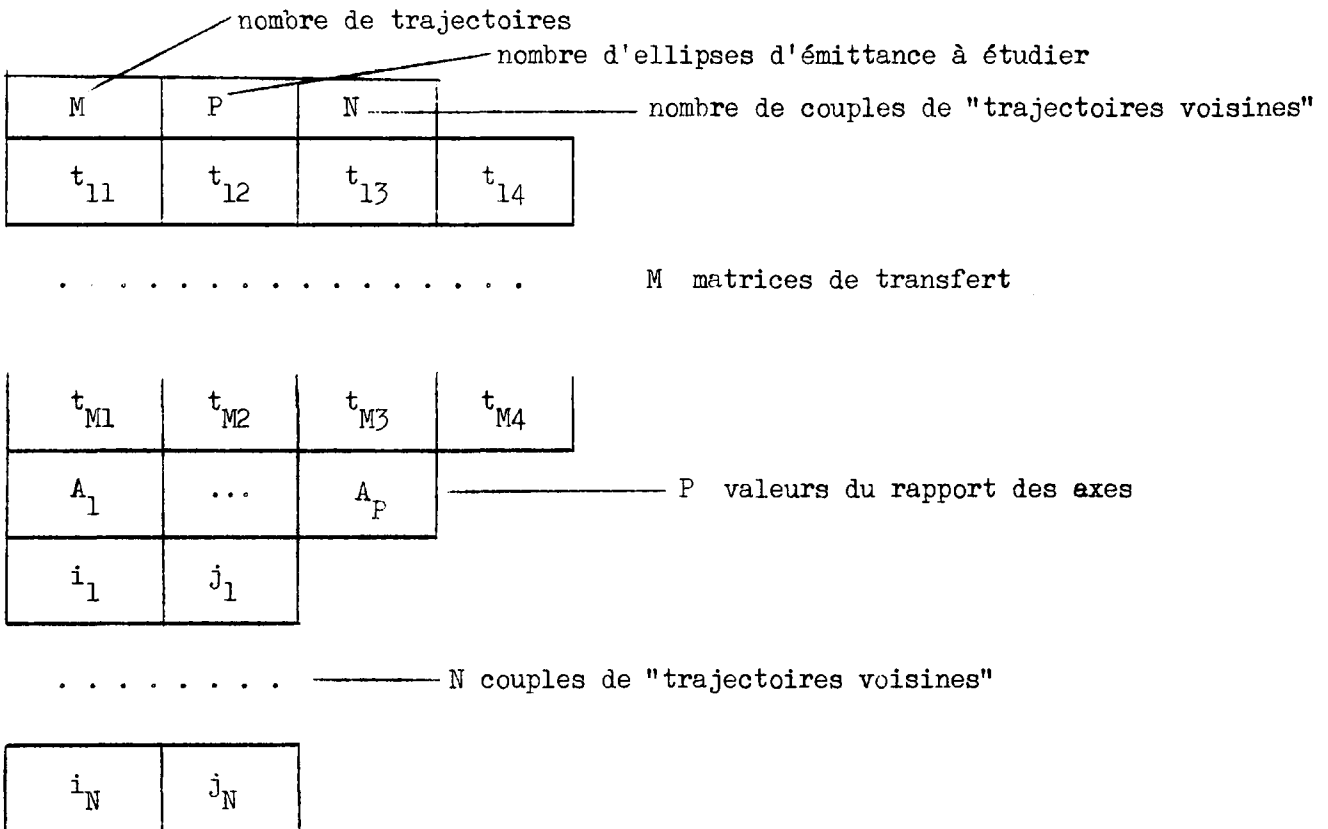 nombre de trajectoires
nombre d'ellipses d'émittance à étudier
M P N nombre de couples de "trajectoires voisines"
t11 t12 t13 t14
. . . . . . . . . . . . . . . . M matrices de transfert
tM1 tM2 tM3 tM4
A1 ... AP P valeurs du rapport des axes
i1 j1
. . . . . . . . N couples de "trajectoires voisines"
iN jN